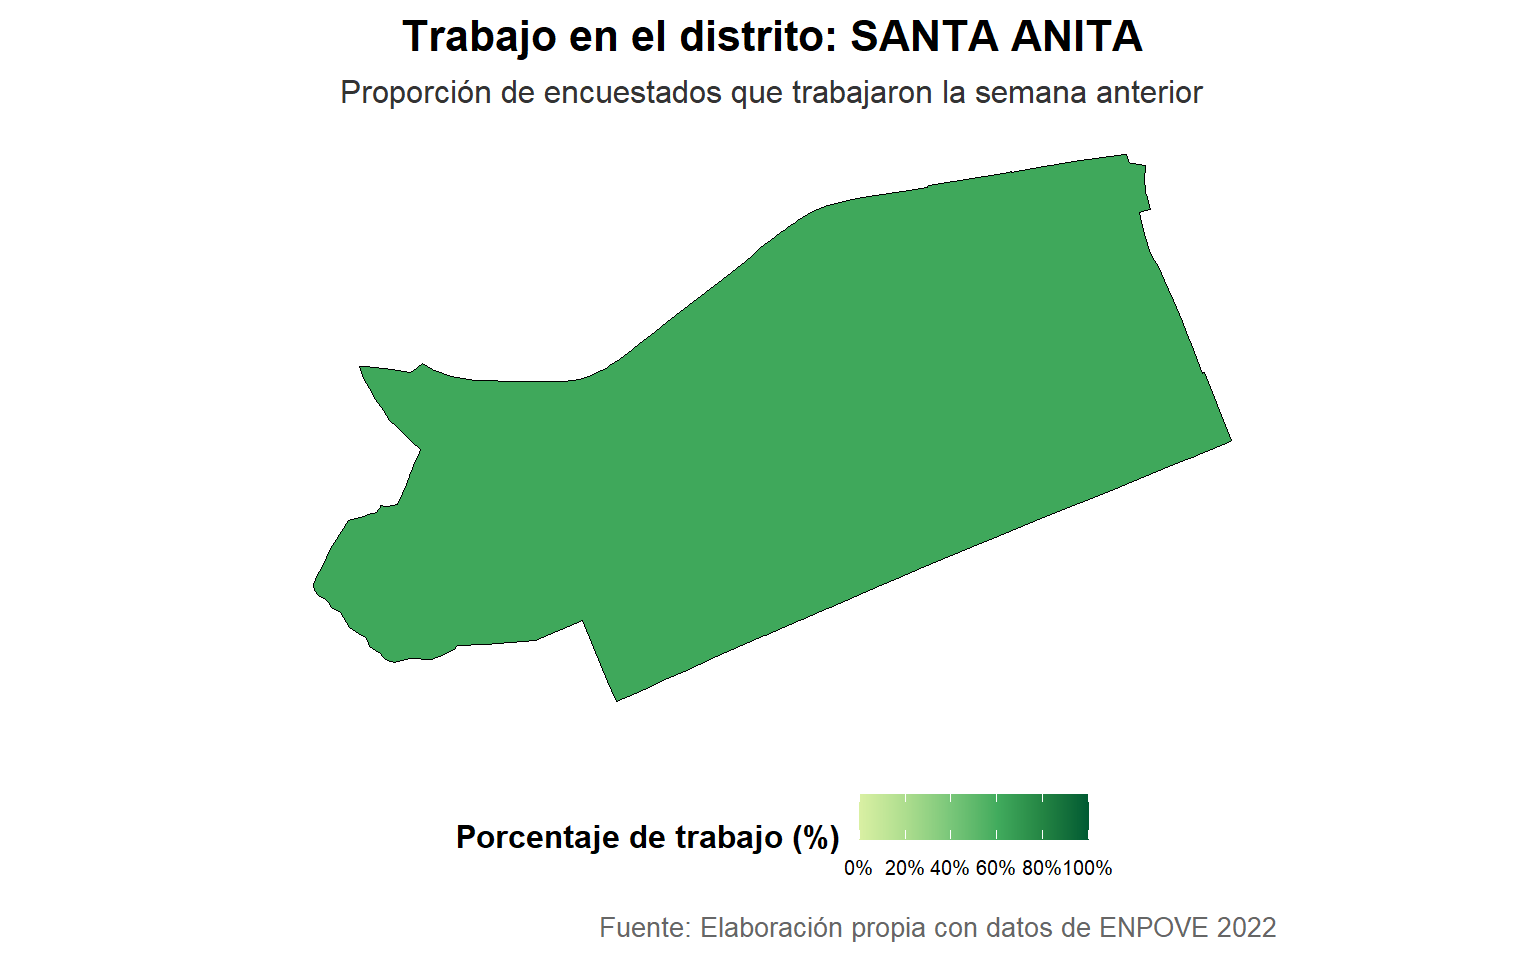 Trabajo en el distrito: SANTA ANITA
Proporción de encuestados que trabajaron la semana anterior
Porcentaje de trabajo (%)
0% 20% 40% 60% 80% 100%
Fuente: Elaboración propia con datos de ENPOVE 2022